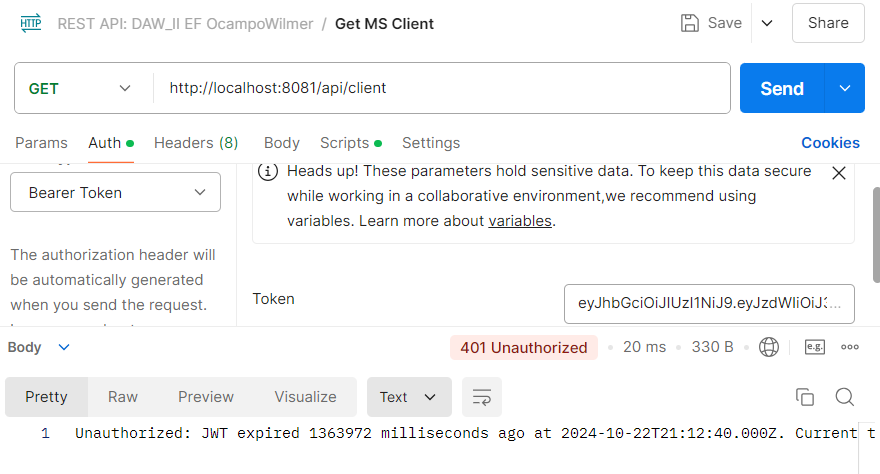 HTTP REST API: DAW_II EF OcampoWilmer / Get MS Client Save Share
GET http://localhost:8081/api/client Send
Params Auth Headers (8) Body Scripts Settings Cookies
Heads up! These parameters hold sensitive data. To keep this data secure
Bearer Token while working in a collaborative environment,we recommend using
variables. Learn more about variables.
The authorization header will
be automatically generated
when you send the request.
Token eyJhbGciOiJIUzI1NiJ9.eyJzdWIiOiJ3...
Body 401 Unauthorized 20 ms 330 B e.g.
Pretty Raw Preview Visualize Text
1 Unauthorized: JWT expired 1363972 milliseconds ago at 2024-10-22T21:12:40.000Z. Current t